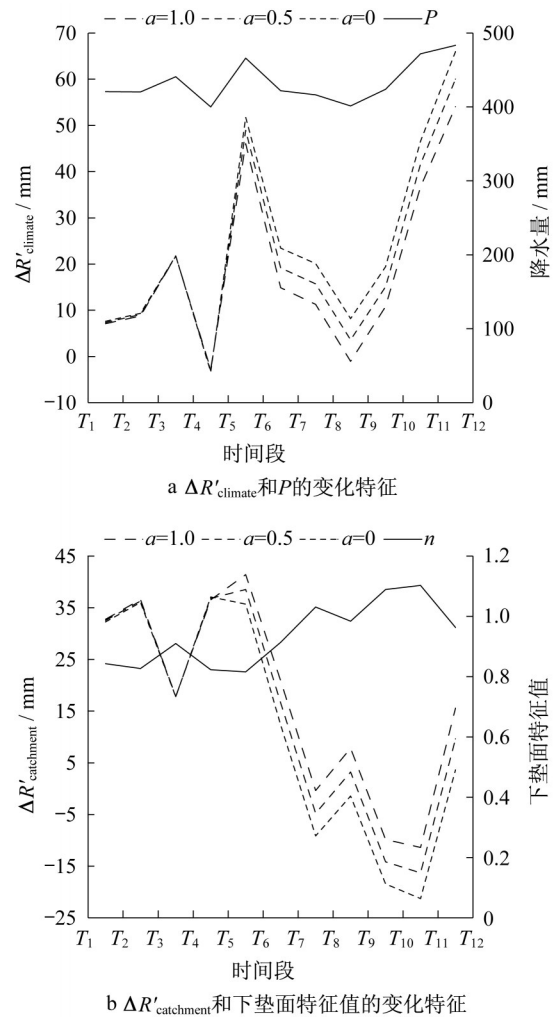 a=1.0 a=0.5 a=0 P
70 500
60
400
50
40
300
30
20
200
10
100
0
−10 0
ΔR′climate / mm
降水量 / mm
T1 T2 T3 T4 T5 T6 T7 T8 T9 T10 T11 T12
时间段
a ΔR′climate和P的变化特征
a=1.0 a=0.5 a=0 n
45 1.2
35
1.0
25
0.8
15
0.6
5
0.4
−5
−15
0.2
−25 0
ΔR′catchment / mm
下垫面特征值
T1 T2 T3 T4 T5 T6 T7 T8 T9 T10 T11 T12
时间段
b ΔR′catchment和下垫面特征值的变化特征